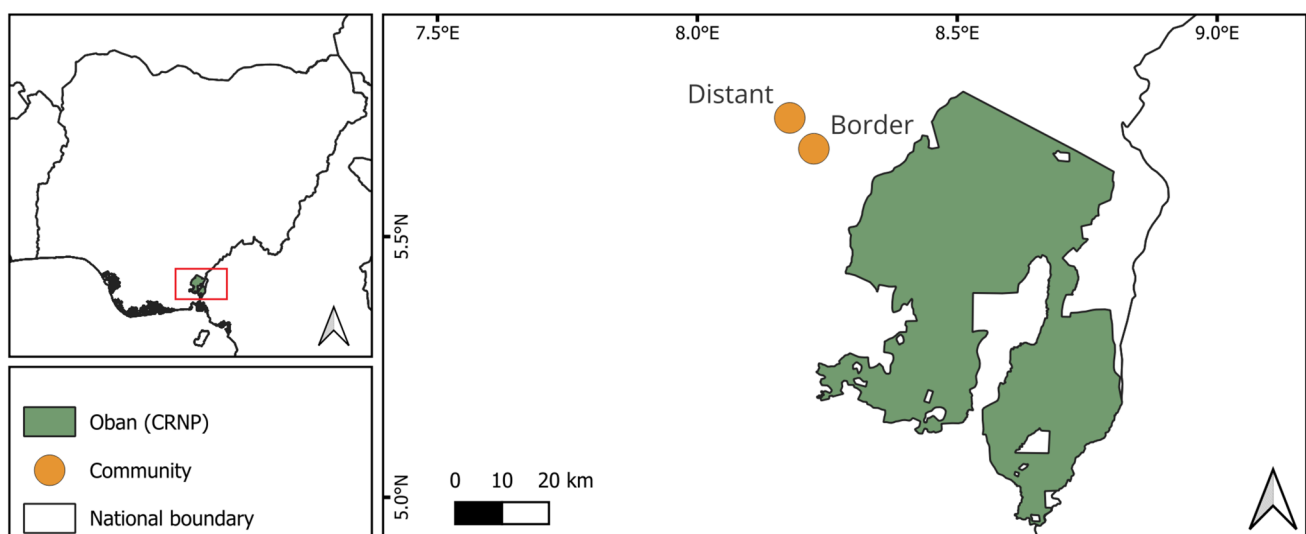 7.5°E 8.0°E 8.5°E 9.0°E
Distant
Border
5.5°N
5.0°N
0 10 20 km
Oban (CRNP)
Community
National boundary